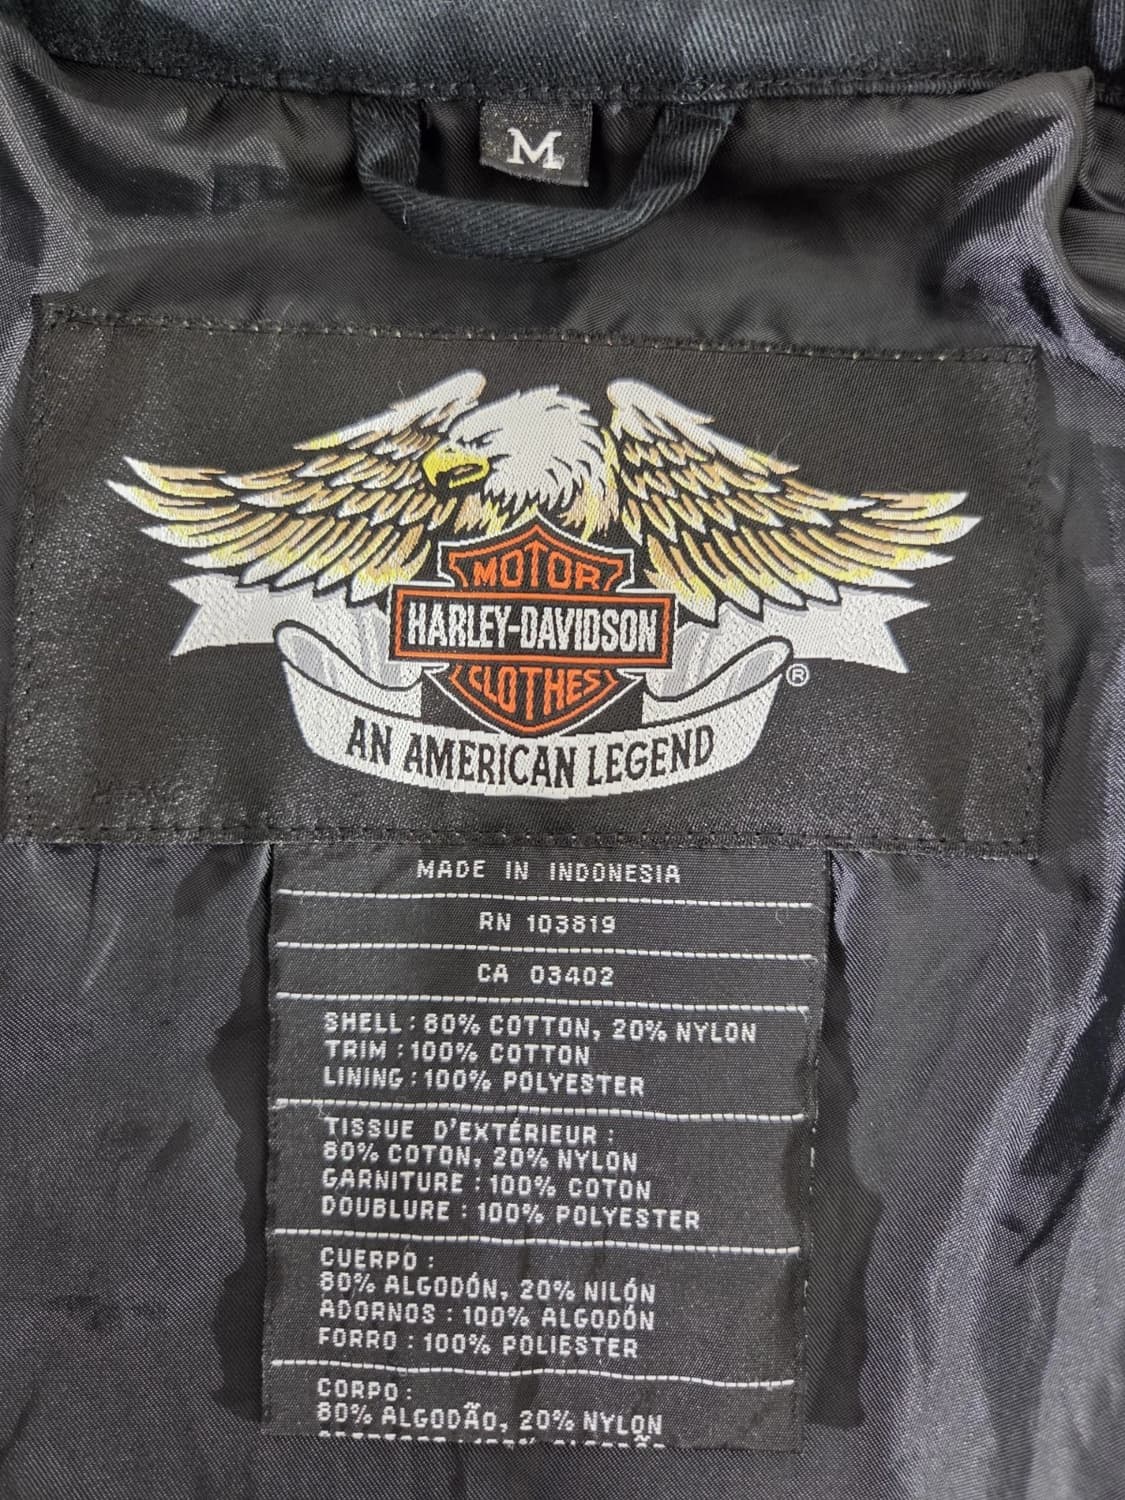 M
MOTOR
HARLEY-DAVIDSON
CLOTHES
®
AN AMERICAN LEGEND
MADE IN INDONESIA
RN 103819
CA 03402
SHELL : 80% COTTON, 20% NYLON
TRIM : 100% COTTON
LINING : 100% POLYESTER
TISSUE D'EXTÉRIEUR :
80% COTON, 20% NYLON
GARNITURE : 100% COTON
DOUBLURE : 100% POLYESTER
CUERPO :
80% ALGODÓN, 20% NILÓN
ADORNOS : 100% ALGODÓN
FORRO : 100% POLIESTER
CORPO :
80% ALGODÃO, 20% NYLON